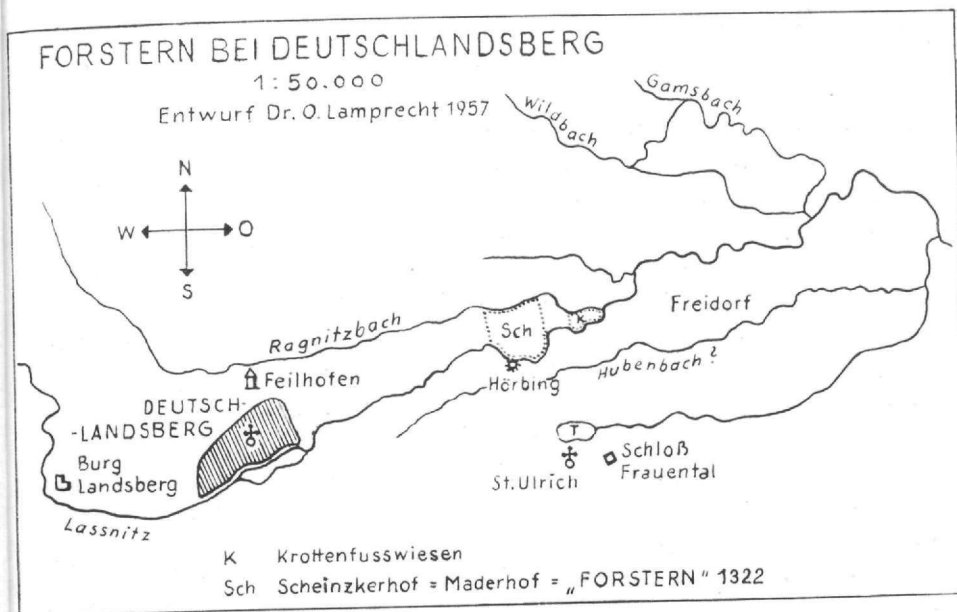 FORSTERN BEI DEUTSCHLANDSBERG
1:50.000
Entwurf Dr. O. Lamprecht 1957
Gamsbach
Wildbach
N
W O
S
Ragnitzbach
Sch
K
Freidorf
Hörbing
Hubenbach?
Feilhofen
DEUTSCH-
-LANDSBERG
Burg
Landsberg
Lassnitz
T
St. Ulrich
Schloß
Frauental
K Krottenfusswiesen
Sch Scheinzkerhof = Maderhof = „FORSTERN" 1322